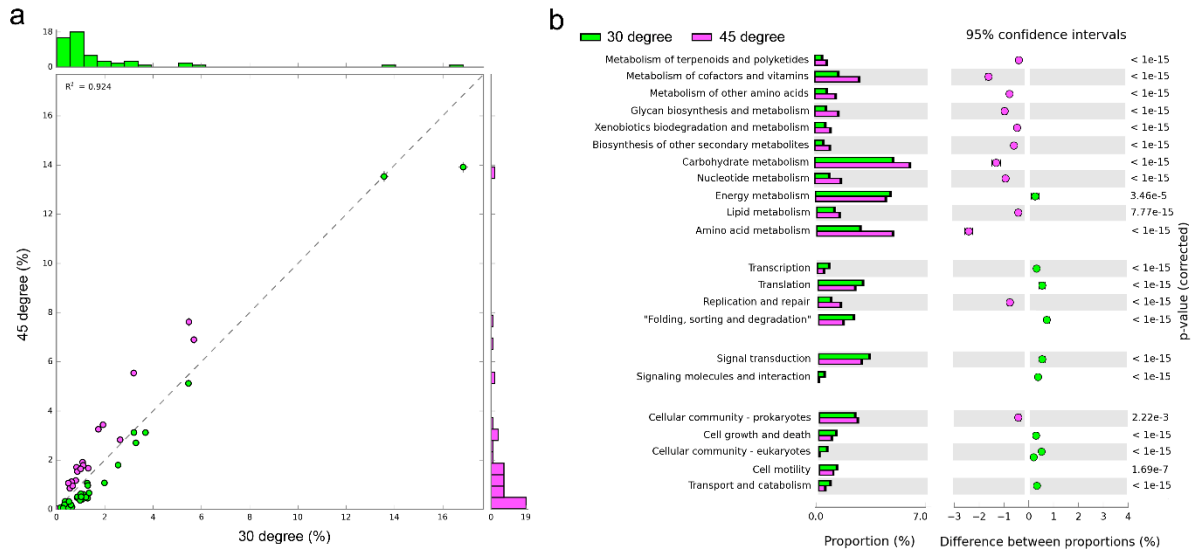 a
18
0
R² = 0.924
16
14
12
10
8
6
4
2
0
0 2 4 6 8 10 12 14 16
0 19
45 degree (%)
30 degree (%)
b
30 degree 45 degree
95% confidence intervals
Metabolism of terpenoids and polyketides < 1e-15
Metabolism of cofactors and vitamins < 1e-15
Metabolism of other amino acids < 1e-15
Glycan biosynthesis and metabolism < 1e-15
Xenobiotics biodegradation and metabolism < 1e-15
Biosynthesis of other secondary metabolites < 1e-15
Carbohydrate metabolism < 1e-15
Nucleotide metabolism < 1e-15
Energy metabolism 3.46e-5
Lipid metabolism 7.77e-15
Amino acid metabolism < 1e-15
Transcription < 1e-15
Translation < 1e-15
Replication and repair < 1e-15
"Folding, sorting and degradation" < 1e-15
Signal transduction < 1e-15
Signaling molecules and interaction < 1e-15
Cellular community - prokaryotes 2.22e-3
Cell growth and death < 1e-15
Cellular community - eukaryotes < 1e-15
Cell motility 1.69e-7
Transport and catabolism < 1e-15
p-value (corrected)
0.0 7.0 −3 −2 −1 0 1 2 3 4
Proportion (%) Difference between proportions (%)